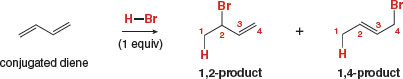 H–Br
(1 equiv)
conjugated diene
Br
1
2
3
4
H
1,2-product
+
Br
1
2
3
4
H
1,4-product